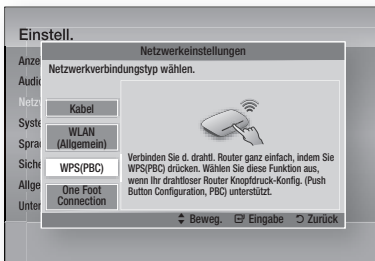 Einstell.
Netzwerkeinstellungen
Anze
Netzwerkverbindungstyp wählen.
Audio
Netzw
Kabel
Syste
WLAN
(Allgemein)
Sprac
Siche
WPS(PBC)
Verbinden Sie d. drahtl. Router ganz einfach, indem Sie
WPS(PBC) drücken. Wählen Sie diese Funktion aus,
wenn Ihr drahtloser Router Knopfdruck-Konfig. (Push
Button Configuration, PBC) unterstützt.
Allge
One Foot
Connection
Unter
Beweg. Eingabe Zurück